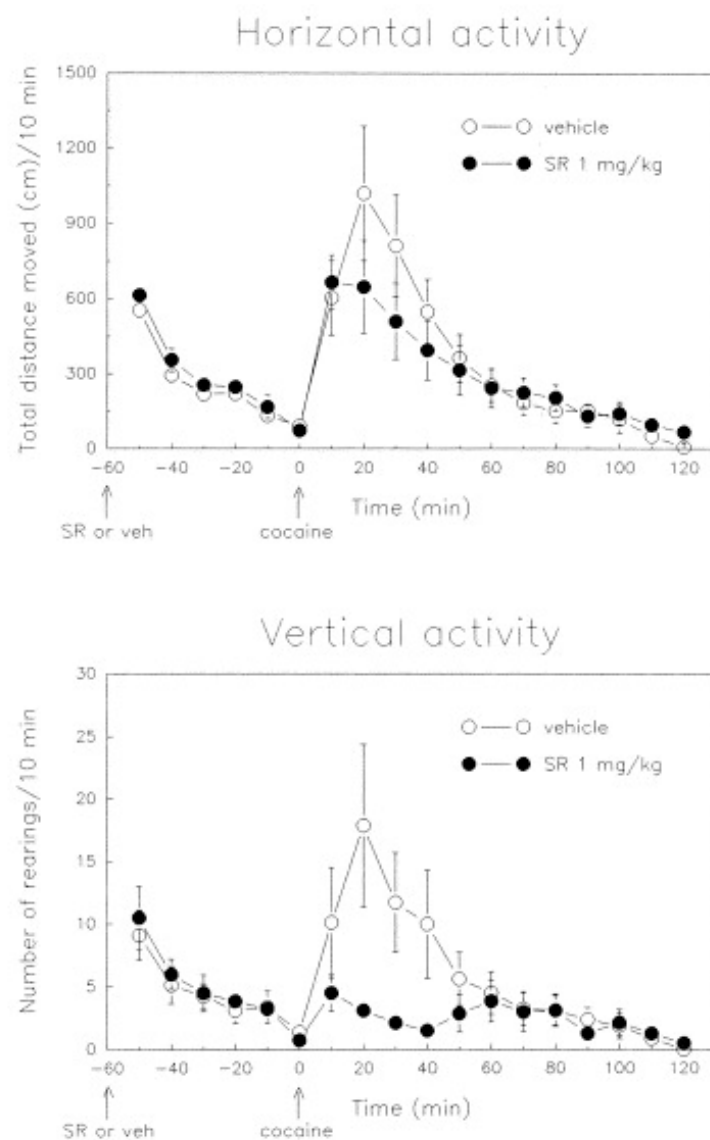 Horizontal activity
Total distance moved (cm)/10 min
1500
1200
900
600
300
0
vehicle
SR 1 mg/kg
−60 −40 −20 0 20 40 60 80 100 120
SR or veh
cocaine
Time (min)
Vertical activity
Number of rearings/10 min
30
25
20
15
10
5
0
vehicle
SR 1 mg/kg
−60 −40 −20 0 20 40 60 80 100 120
SR or veh
cocaine
Time (min)